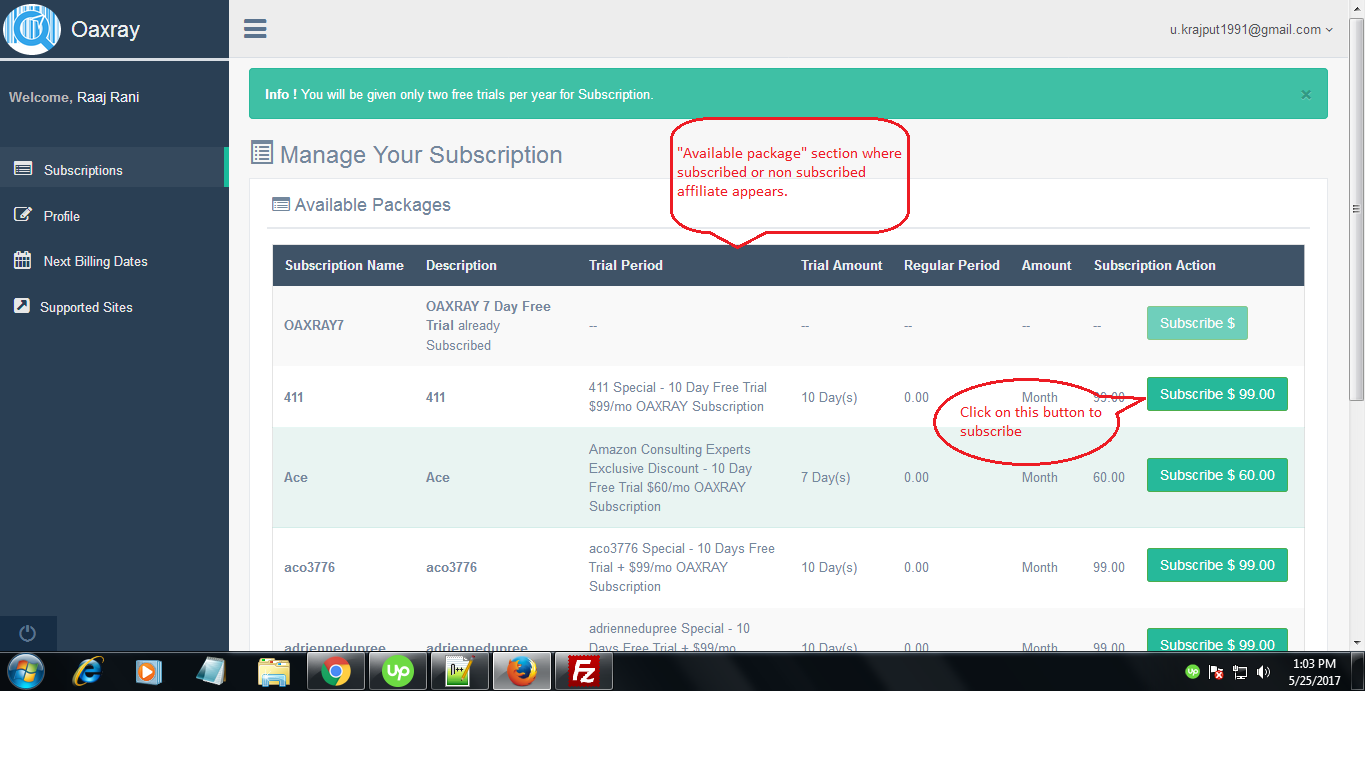 Oaxray
u.krajput1991@gmail.com
Welcome, Raaj Rani
Info ! You will be given only two free trials per year for Subscription.
×
Subscriptions
Profile
Next Billing Dates
Supported Sites
Manage Your Subscription
"Available package" section where
subscribed or non subscribed
affiliate appears.
Available Packages
Subscription Name Description Trial Period Trial Amount Regular Period Amount Subscription Action
OAXRAY 7 Day Free
OAXRAY7 Trial already -- -- -- -- -- Subscribe $
Subscribed
411 Special - 10 Day Free Trial
411 411 $99/mo OAXRAY Subscription 10 Day(s) 0.00 Month 99.00 Subscribe $ 99.00
Click on this button to
subscribe
Amazon Consulting Experts
Exclusive Discount - 10 Day
Ace Ace Free Trial $60/mo OAXRAY 7 Day(s) 0.00 Month 60.00 Subscribe $ 60.00
Subscription
aco3776 Special - 10 Days Free
aco3776 aco3776 Trial + $99/mo OAXRAY 10 Day(s) 0.00 Month 99.00 Subscribe $ 99.00
Subscription
adriennedupree Special - 10
adriennedupree adriennedupree Days Free Trial + $99/mo 10 Day(s) 0.00 Month 99.00 Subscribe $ 99.00
up
n++
Fz
up
1:03 PM
5/25/2017